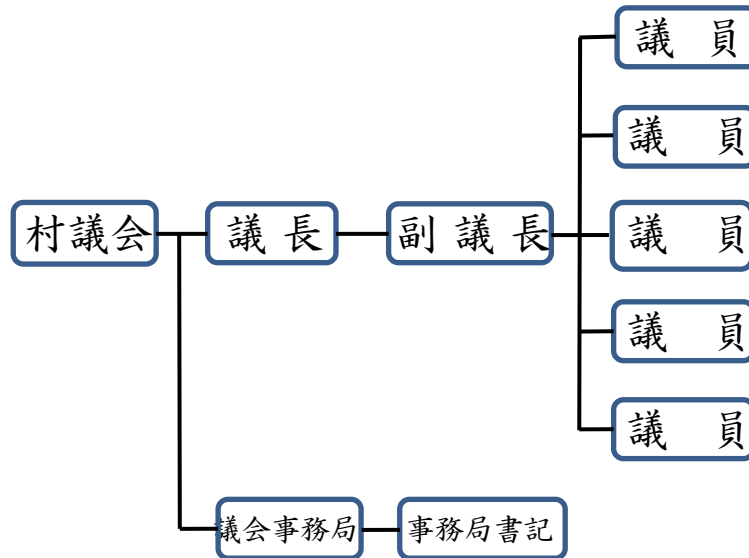 議 員
議 員
村議会 議 長 副 議 長 議 員
議 員
議 員
議会事務局 事務局書記